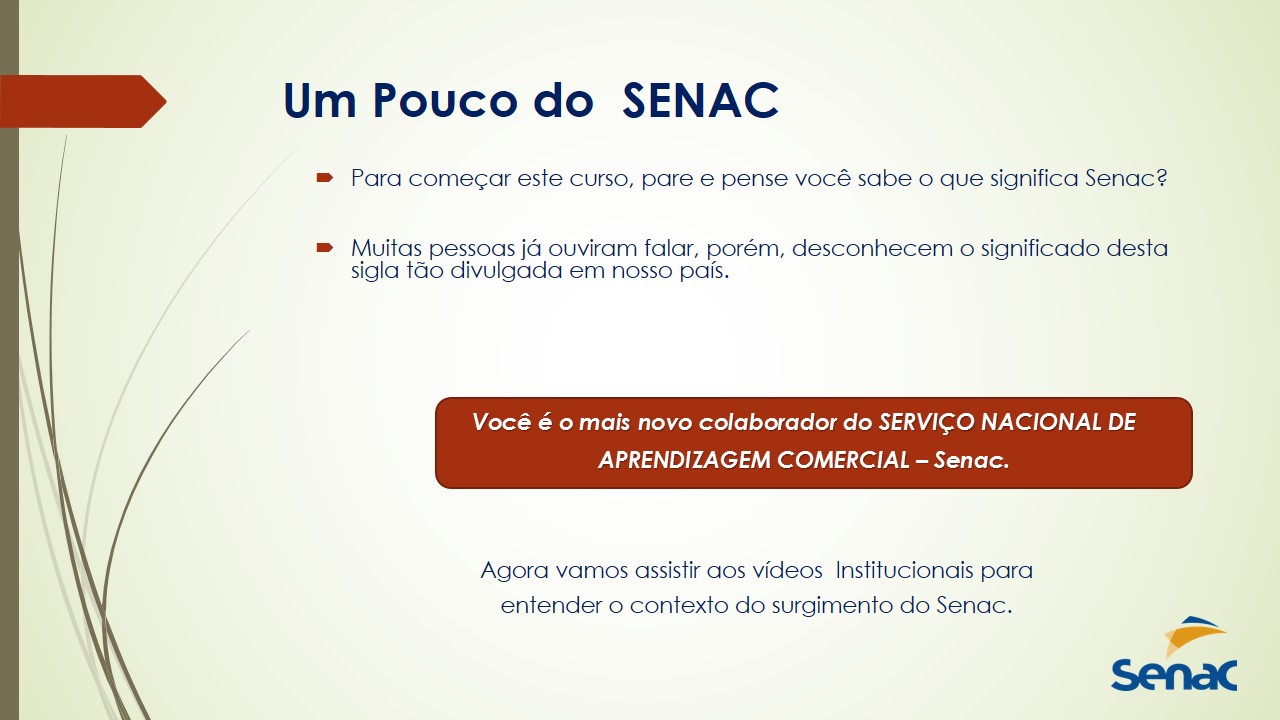 Um Pouco do  SENAC
Para começar este curso, pare e pense você sabe o que significa Senac?
Muitas pessoas já ouviram falar, porém, desconhecem o significado desta
sigla tão divulgada em nosso país.
Você é o mais novo colaborador do SERVIÇO NACIONAL DE
APRENDIZAGEM COMERCIAL – Senac.
Agora vamos assistir aos vídeos  Institucionais para
entender o contexto do surgimento do Senac.
Senac